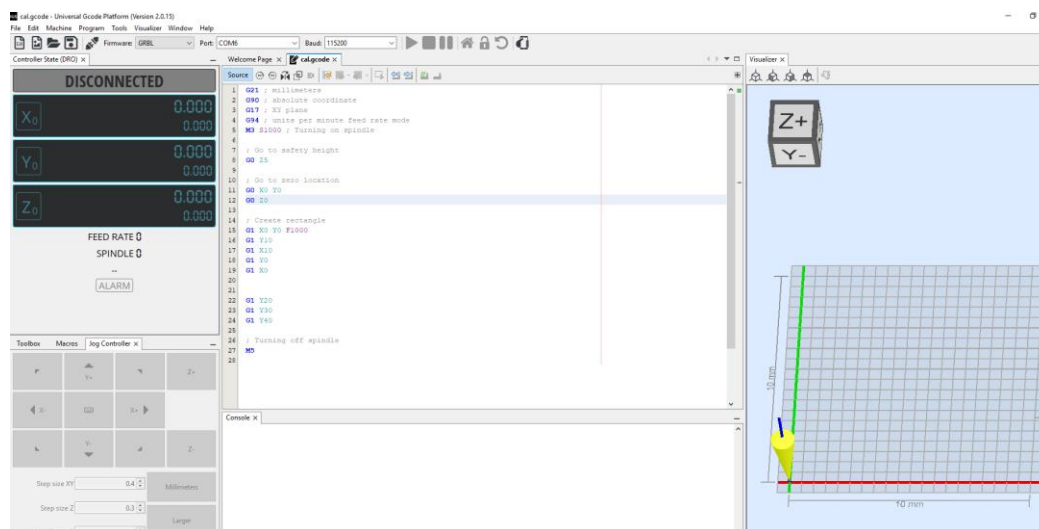 cal.gcode - Universal Gcode Platform (Version 2.0.15)
File Edit Machine Program Tools Visualizer Window Help
Firmware: GRBL Port: COM6 Baud: 115200
Controller State (DRO) × Welcome Page × cal.gcode × Visualizer ×
DISCONNECTED
Source
X0 0.000
0.000
Y0 0.000
0.000
Z0 0.000
0.000
FEED RATE 0
SPINDLE 0
--
ALARM
1 G21 ; millimeters
2 G90 ; absolute coordinate
3 G17 ; XY plane
4 G94 ; units per minute feed rate mode
5 M3 S1000 ; Turning on spindle
6
7 ; Go to safety height
8 G0 Z5
9
10 ; Go to zero location
11 G0 X0 Y0
12 G0 Z0
13
14 ; Create rectangle
15 G1 X0 Y0 F1000
16 G1 Y10
17 G1 X10
18 G1 Y0
19 G1 X0
20
21
22 G1 Y20
23 G1 Y30
24 G1 Y40
25
26 ; Turning off spindle
27 M5
28
Z+
Y-
10 mm
10 mm
Toolbox Macros Jog Controller ×
Z+
X- X+
Y- Z-
Step size XY 0.4 Millimeters
Step size Z 0.3
Larger
Console ×